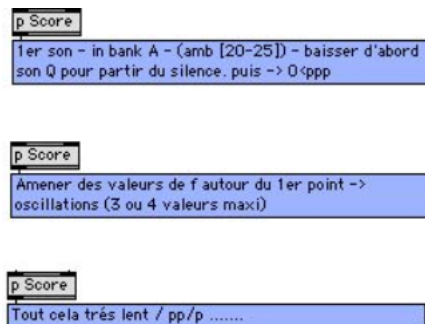 p Score
1er son - in bank A - (amb [20-25]) - baisser d'abord
son Q pour partir du silence. puis -> 0<ppp
p Score
Amener des valeurs de f autour du 1er point ->
oscillations (3 ou 4 valeurs maxi)
p Score
Tout cela trés lent / pp/p .......